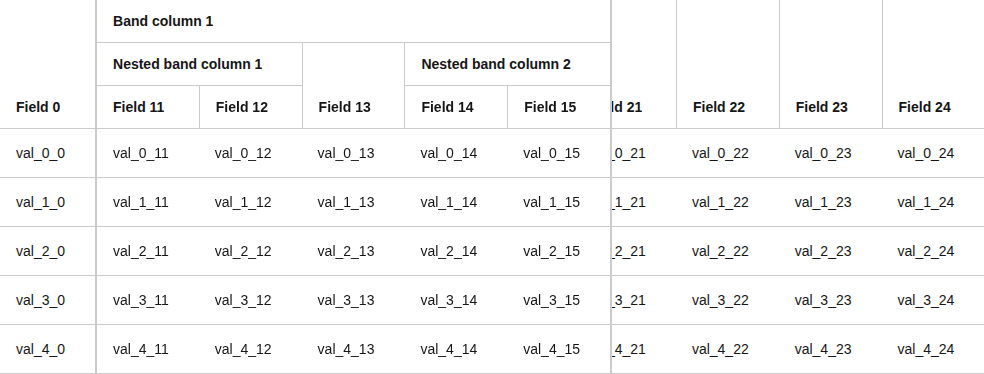 Band column 1
Nested band column 1 Nested band column 2
Field 0 Field 11 Field 12 Field 13 Field 14 Field 15 ld 21 Field 22 Field 23 Field 24
val_0_0 val_0_11 val_0_12 val_0_13 val_0_14 val_0_15 _0_21 val_0_22 val_0_23 val_0_24
val_1_0 val_1_11 val_1_12 val_1_13 val_1_14 val_1_15 _1_21 val_1_22 val_1_23 val_1_24
val_2_0 val_2_11 val_2_12 val_2_13 val_2_14 val_2_15 _2_21 val_2_22 val_2_23 val_2_24
val_3_0 val_3_11 val_3_12 val_3_13 val_3_14 val_3_15 _3_21 val_3_22 val_3_23 val_3_24
val_4_0 val_4_11 val_4_12 val_4_13 val_4_14 val_4_15 _4_21 val_4_22 val_4_23 val_4_24